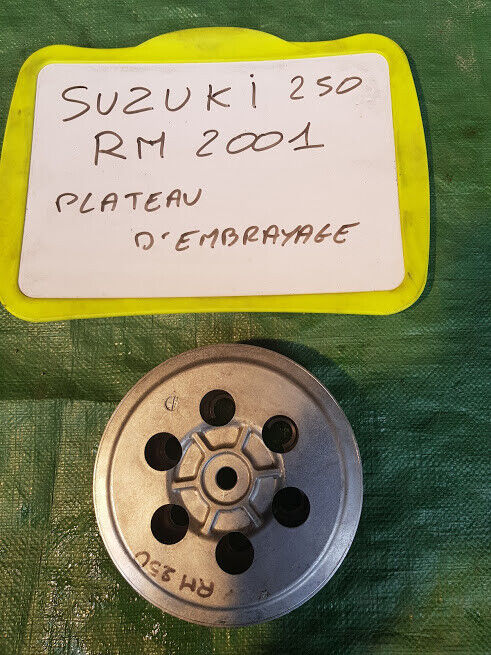 SUZUKI 250
RM 2001
PLATEAU
D'EMBRAYAGE
RM 250